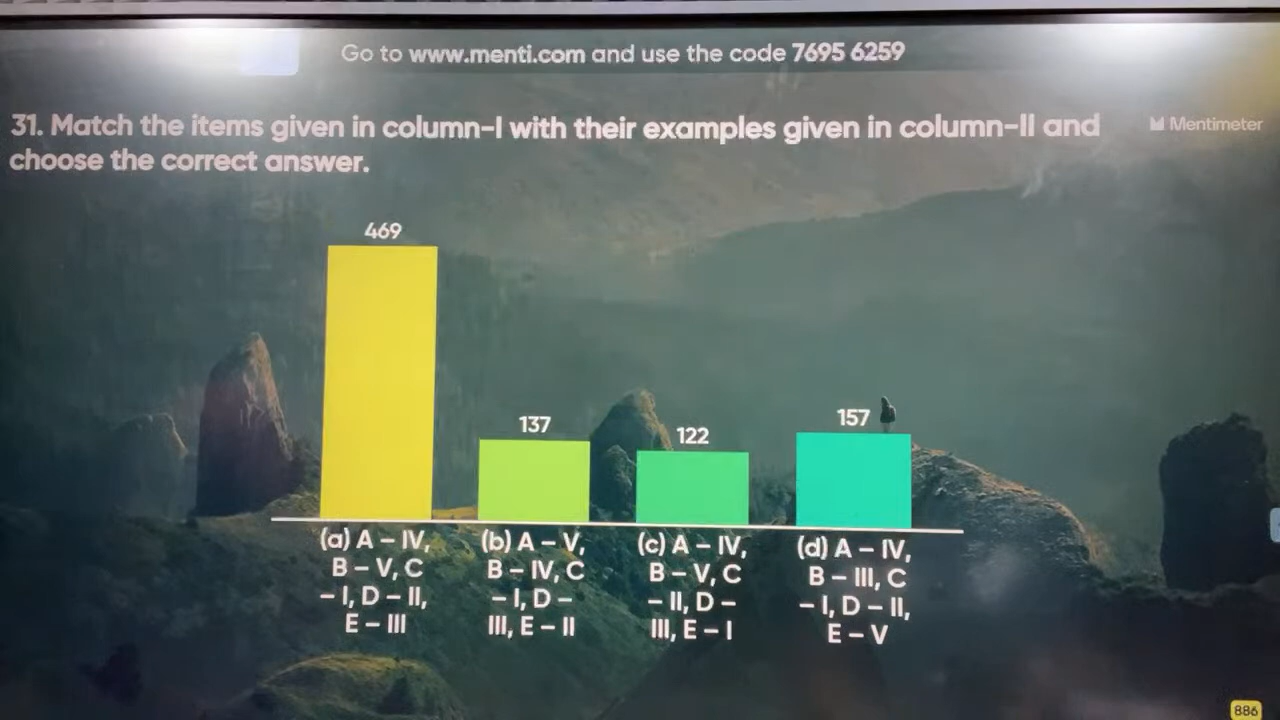 Go to www.menti.com and use the code 7695 6259
31. Match the items given in column-I with their examples given in column-II and
choose the correct answer.
Mentimeter
469
137
122
157
(a) A – IV,
B – V, C
– I, D – II,
E – III
(b) A – V,
B – IV, C
– I, D –
III, E – II
(c) A – IV,
B – V, C
– II, D –
III, E – I
(d) A – IV,
B – III, C
– I, D – II,
E – V
886